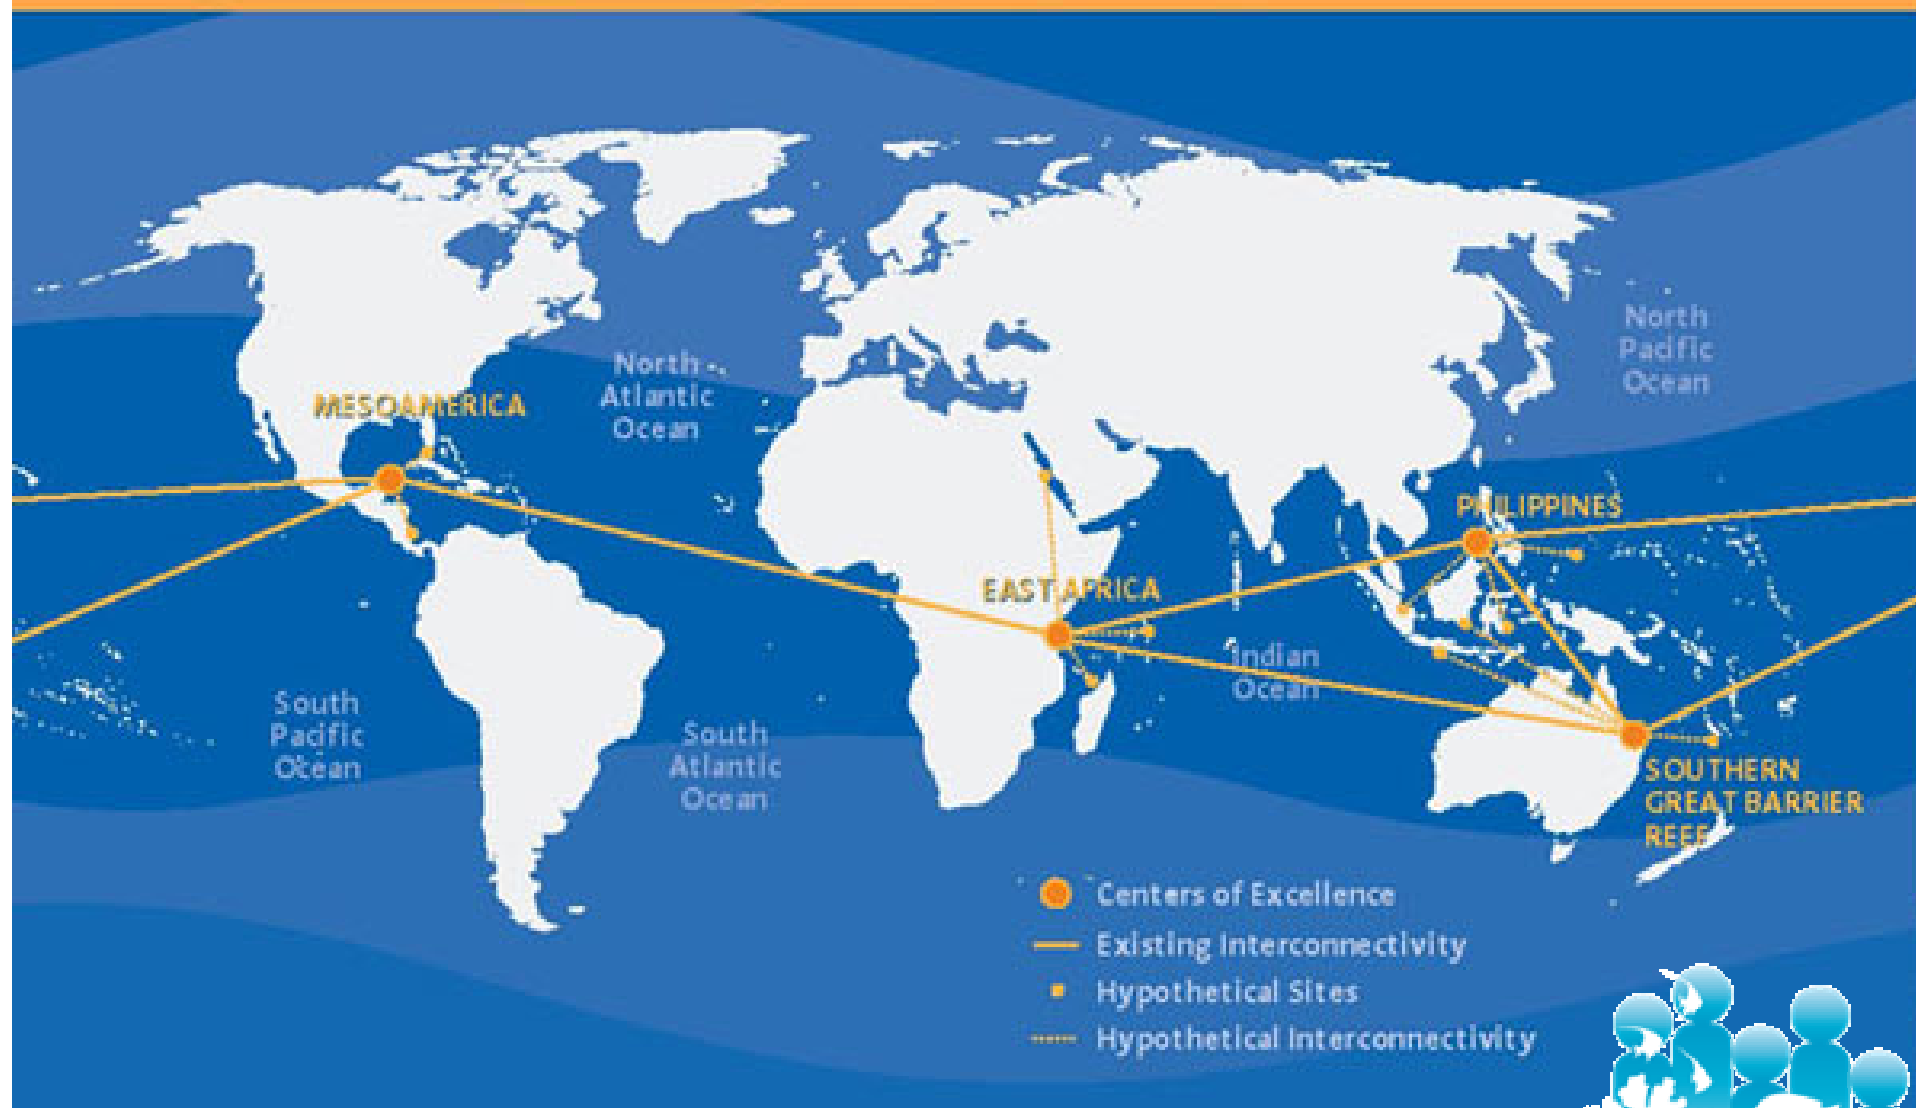 North
Pacific
Ocean
North
Atlantic
Ocean
MESOAMERICA
PHILIPPINES
EAST AFRICA
Indian
Ocean
South
Pacific
Ocean
South
Atlantic
Ocean
SOUTHERN
GREAT BARRIER
REEF
Centers of Excellence
Existing Interconnectivity
Hypothetical Sites
Hypothetical Interconnectivity